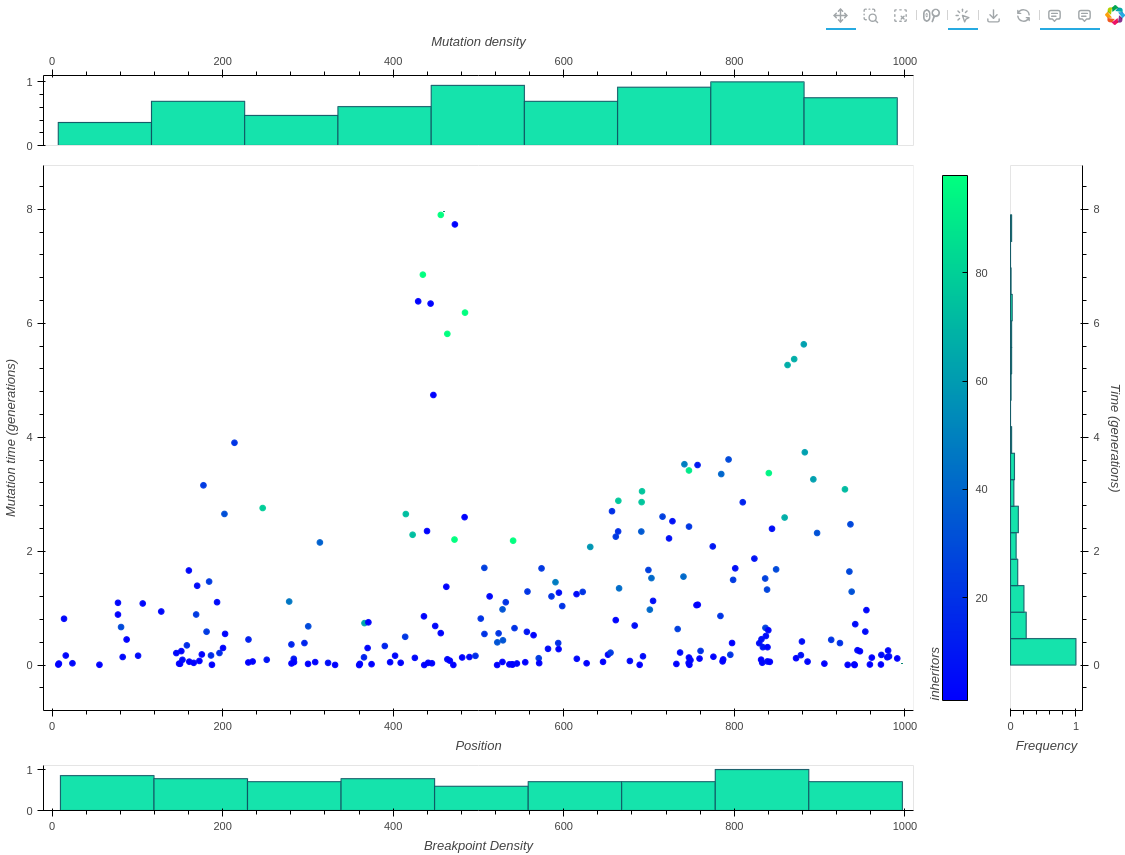 Mutation density
0 200 400 600 800 1000
1
0
8
6
4
2
0
Mutation time (generations)
0 200 400 600 800 1000
Position
80
60
40
20
inheritors
8
6
4
2
0
Time (generations)
0 1
Frequency
1
0
0 200 400 600 800 1000
Breakpoint Density